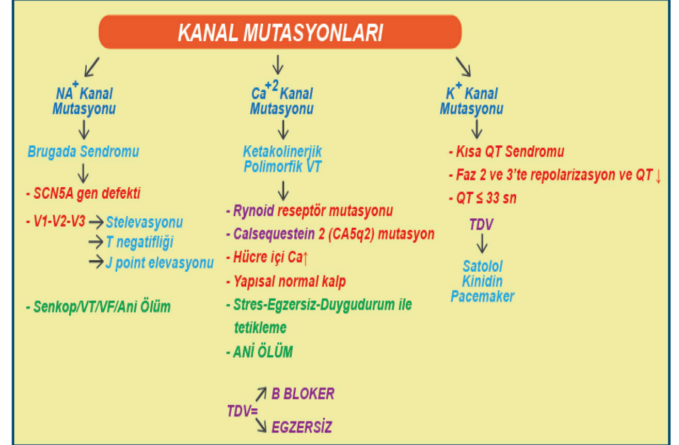 KANAL MUTASYONLARI
NA+ Kanal
Mutasyonu
Brugada Sendromu
- SCN5A gen defekti
- V1-V2-V3 → Stelevasyonu
→ T negatifliği
→ J point elevasyonu
- Senkop/VT/VF/Ani Ölüm
Ca+2 Kanal
Mutasyonu
Ketakolinerjik
Polimorfik VT
- Rynoid reseptör mutasyonu
- Calsequestein 2 (CA5q2) mutasyon
- Hücre içi Ca↑
- Yapısal normal kalp
- Stres-Egzersiz-Duygudurum ile
tetikleme
- ANİ ÖLÜM
TDV=
↗ B BLOKER
↘ EGZERSİZ
K+ Kanal
Mutasyonu
- Kısa QT Sendromu
- Faz 2 ve 3'te repolarizasyon ve QT ↓
- QT ≤ 33 sn
TDV
Satolol
Kinidin
Pacemaker